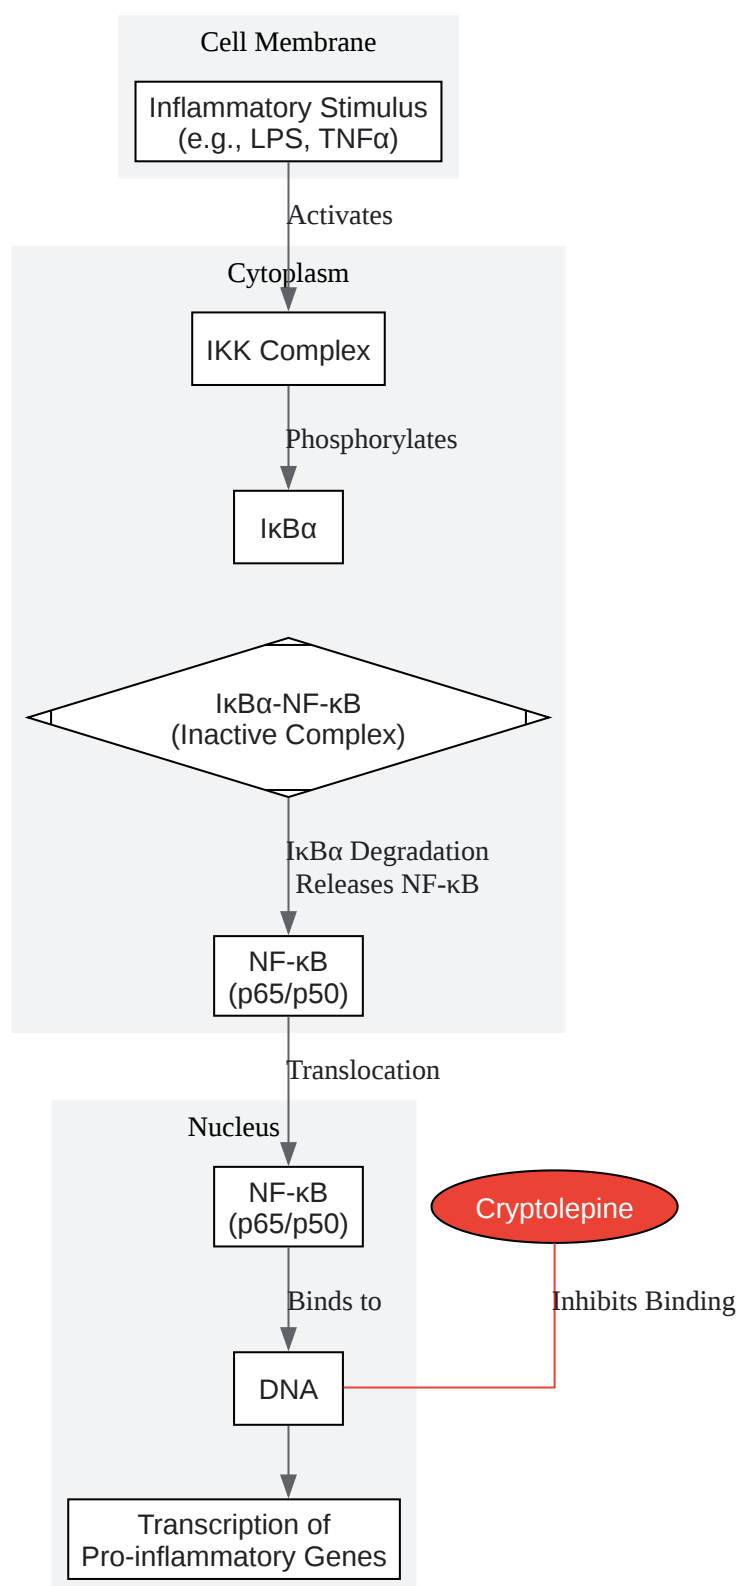 Cell Membrane
Inflammatory Stimulus
(e.g., LPS, TNFα)
Activates
Cytoplasm
IKK Complex
Phosphorylates
IκBα
IκBα-NF-κB
(Inactive Complex)
IκBα Degradation
Releases NF-κB
NF-κB
(p65/p50)
Translocation
Nucleus
NF-κB
(p65/p50)
Cryptolepine
Binds to
Inhibits Binding
DNA
Transcription of
Pro-inflammatory Genes